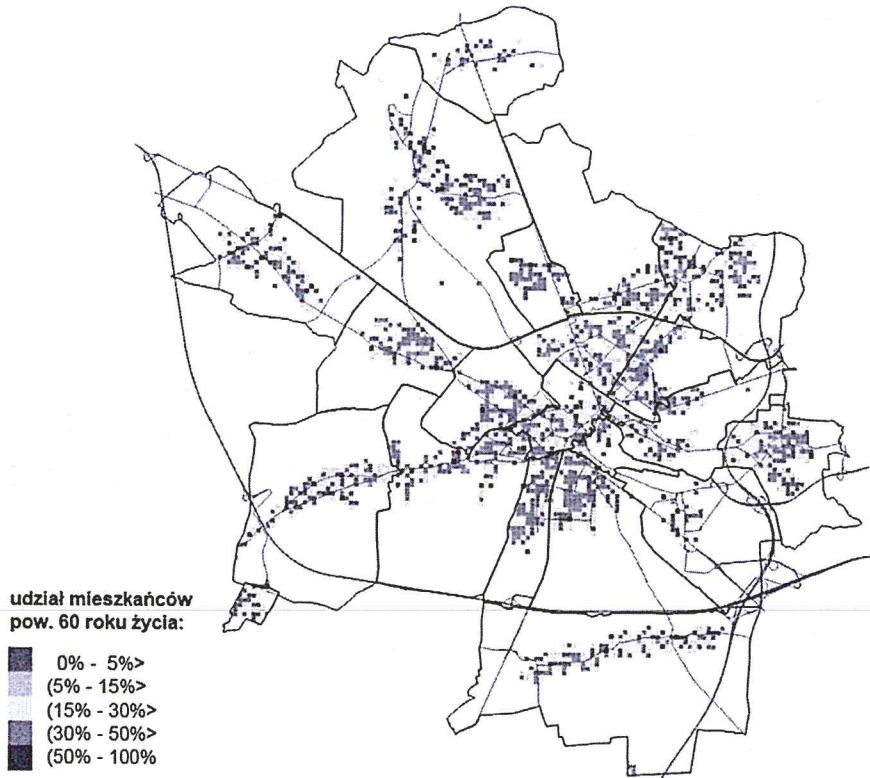 udział mieszkańców
pow. 60 roku życia:
0% - 5%>
(5% - 15%>
(15% - 30%>
(30% - 50%>
(50% - 100%